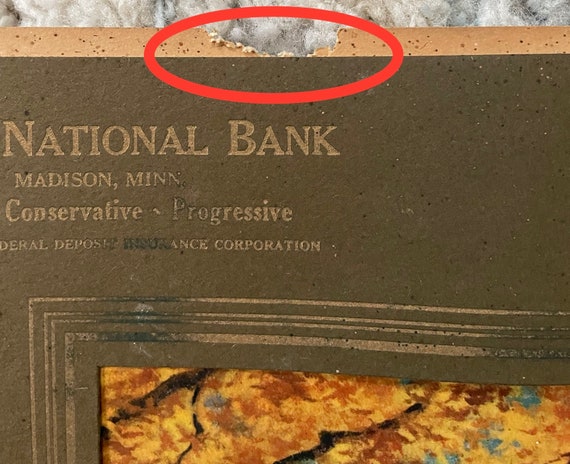 NATIONAL BANK
MADISON, MINN.
Conservative - Progressive
DERAL DEPOSIT INSURANCE CORPORATION